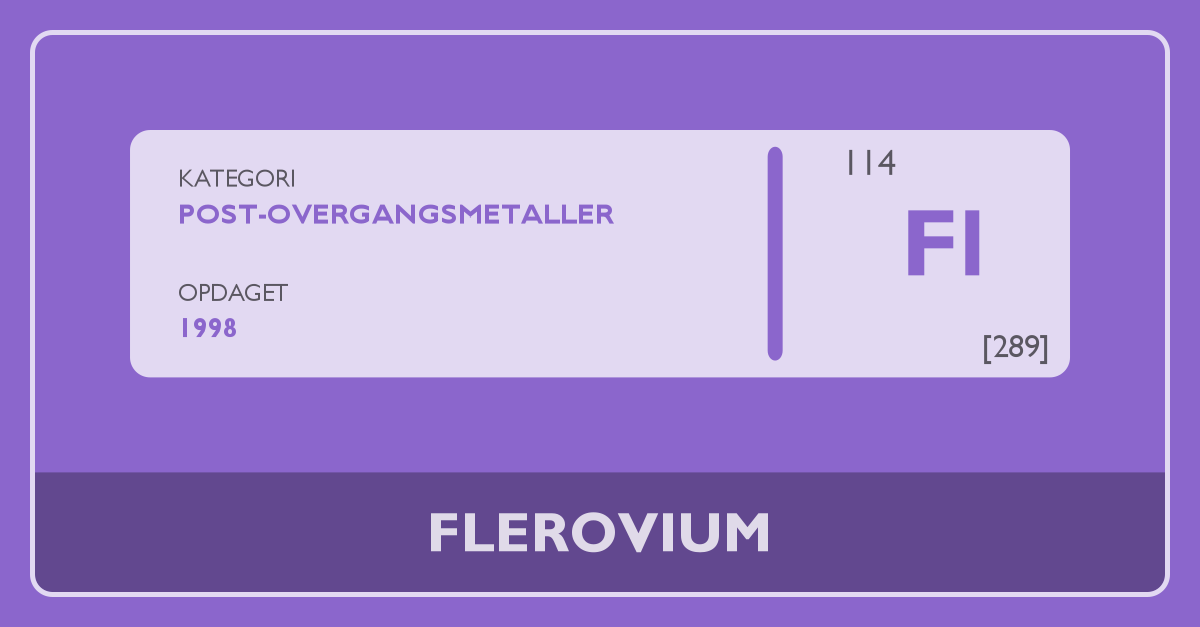 KATEGORI
POST-OVERGANGSMETALLER
OPDAGET
1998
114
Fl
[289]
FLEROVIUM